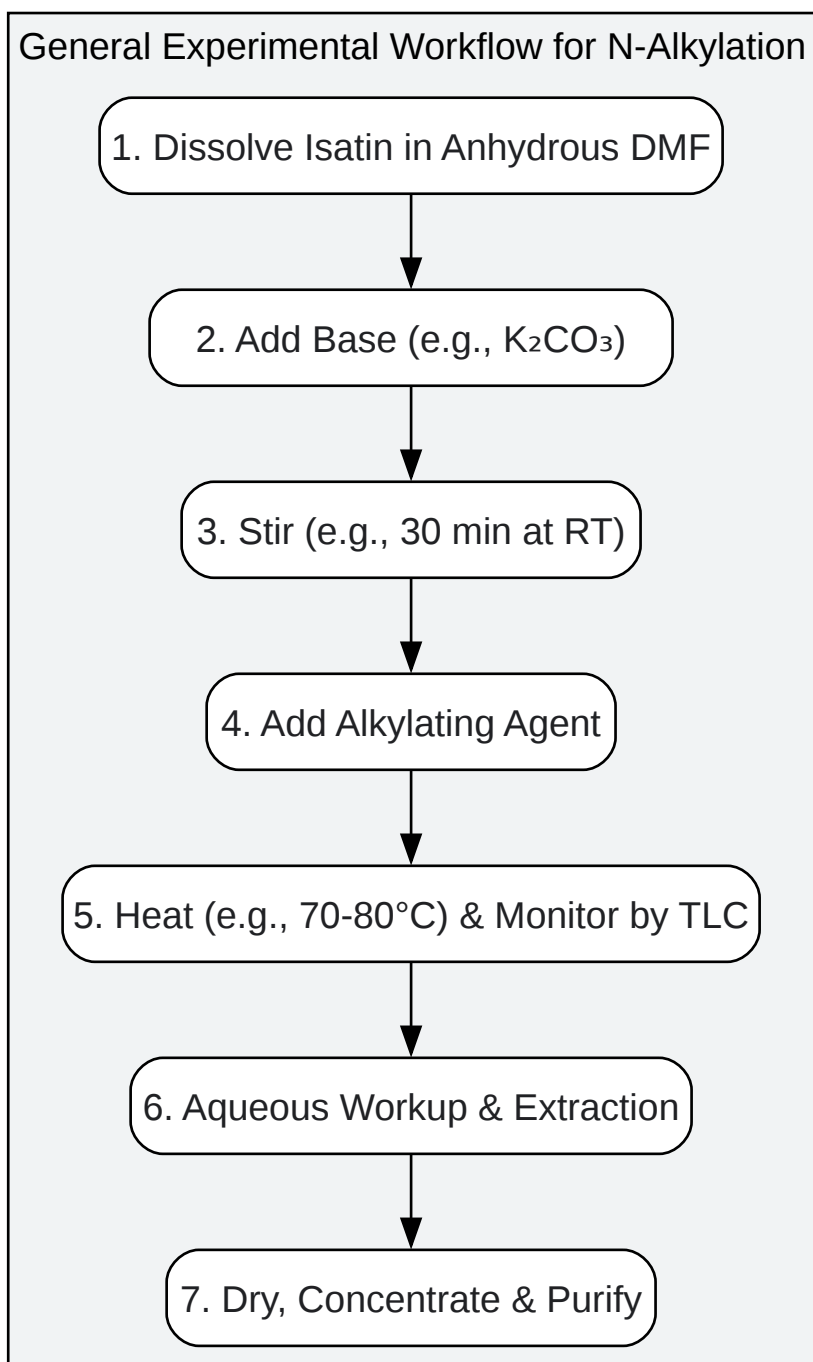 General Experimental Workflow for N-Alkylation
1. Dissolve Isatin in Anhydrous DMF
2. Add Base (e.g., K₂CO₃)
3. Stir (e.g., 30 min at RT)
4. Add Alkylating Agent
5. Heat (e.g., 70-80°C) & Monitor by TLC
6. Aqueous Workup & Extraction
7. Dry, Concentrate & Purify